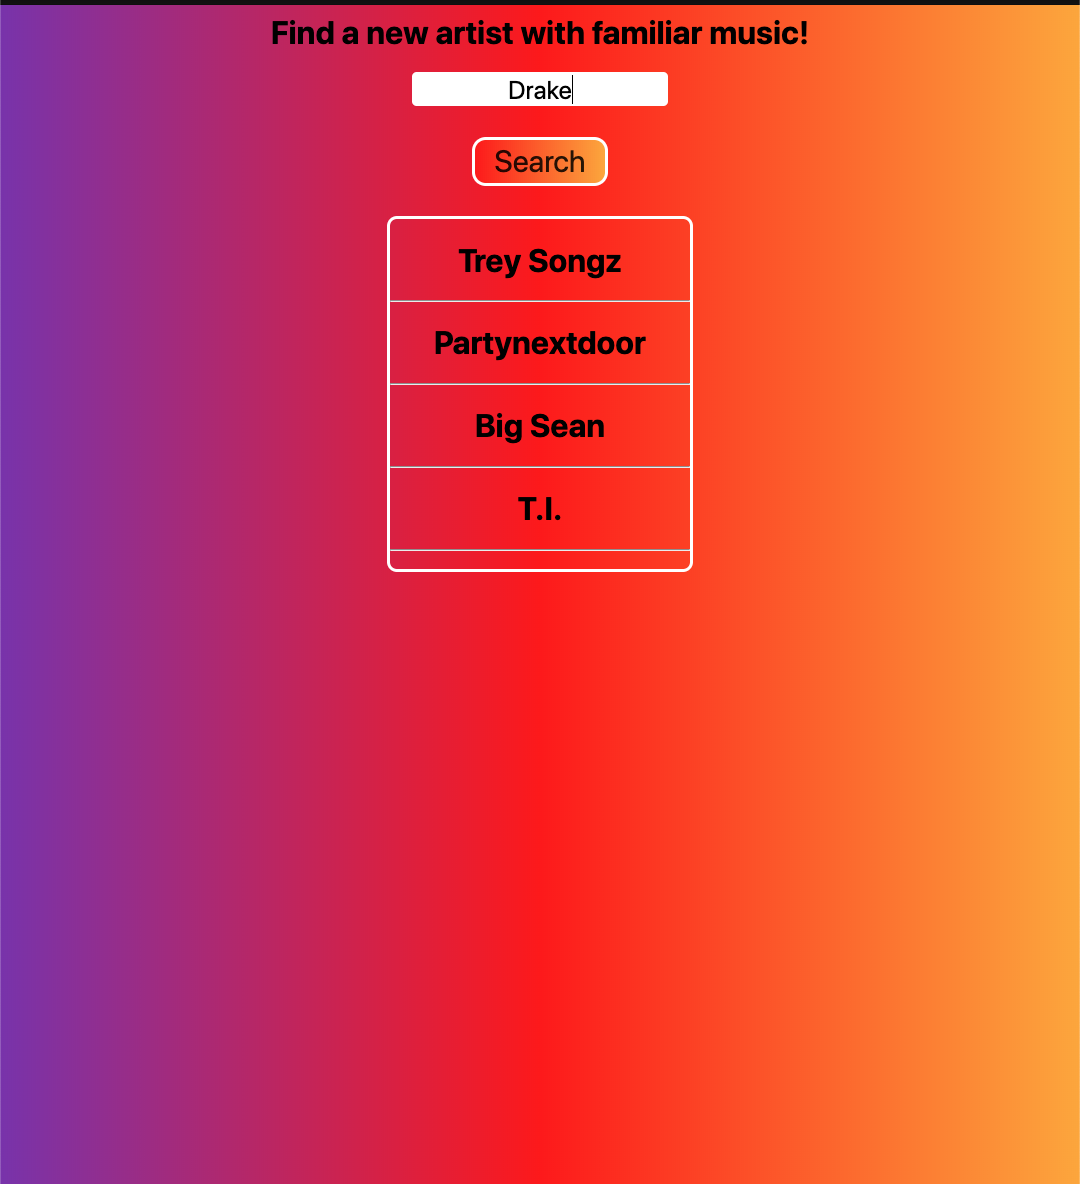 Find a new artist with familiar music!
Drake
Search
Trey Songz
Partynextdoor
Big Sean
T.I.